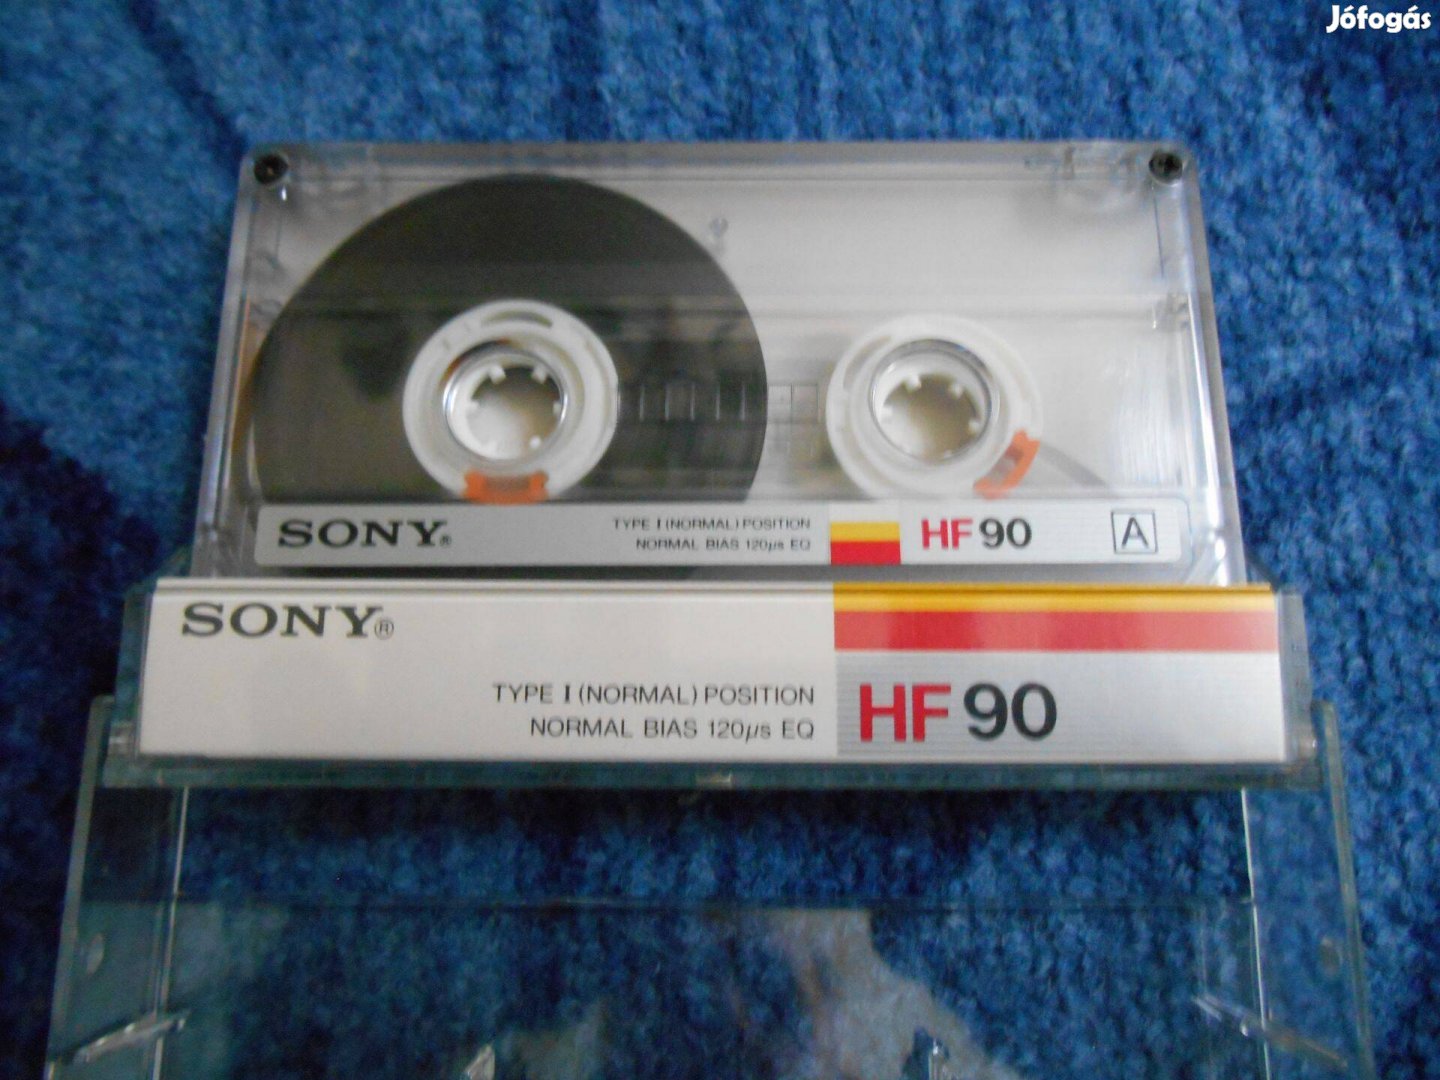 Jófogás
SONY®
TYPE I (NORMAL) POSITION
NORMAL BIAS 120µs EQ
HF 90
A
SONY®
TYPE I (NORMAL) POSITION
NORMAL BIAS 120µs EQ
HF 90